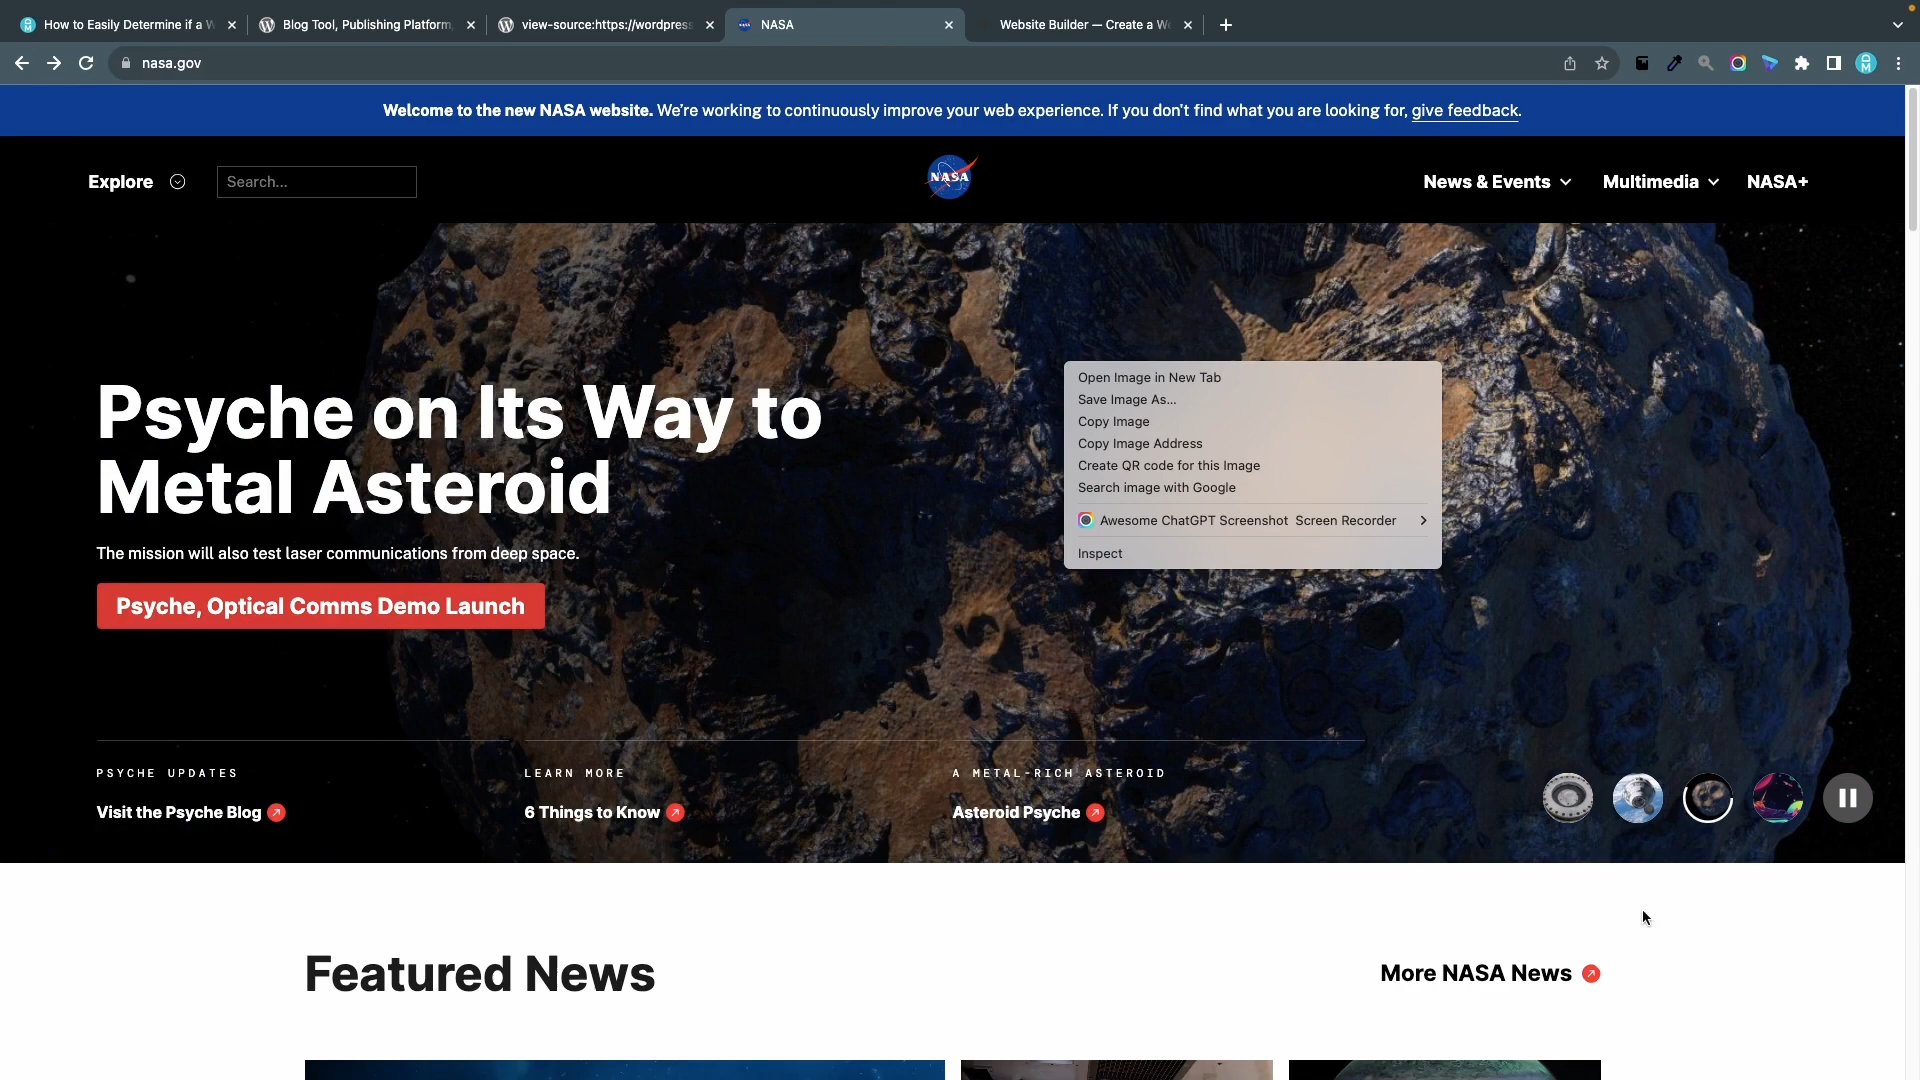 How to Easily Determine if a W
Blog Tool, Publishing Platform,
view-source:https://wordpress
NASA
Website Builder — Create a We
nasa.gov
Welcome to the new NASA website. We're working to continuously improve your web experience. If you don't find what you are looking for, give feedback.
Explore
Search...
NASA
News & Events
Multimedia
NASA+
Open Image in New Tab
Save Image As...
Copy Image
Copy Image Address
Create QR code for this Image
Search image with Google
Awesome ChatGPT Screenshot Screen Recorder
Inspect
Psyche on Its Way to
Metal Asteroid
The mission will also test laser communications from deep space.
Psyche, Optical Comms Demo Launch
PSYCHE UPDATES
LEARN MORE
A METAL-RICH ASTEROID
Visit the Psyche Blog
6 Things to Know
Asteroid Psyche
Featured News
More NASA News